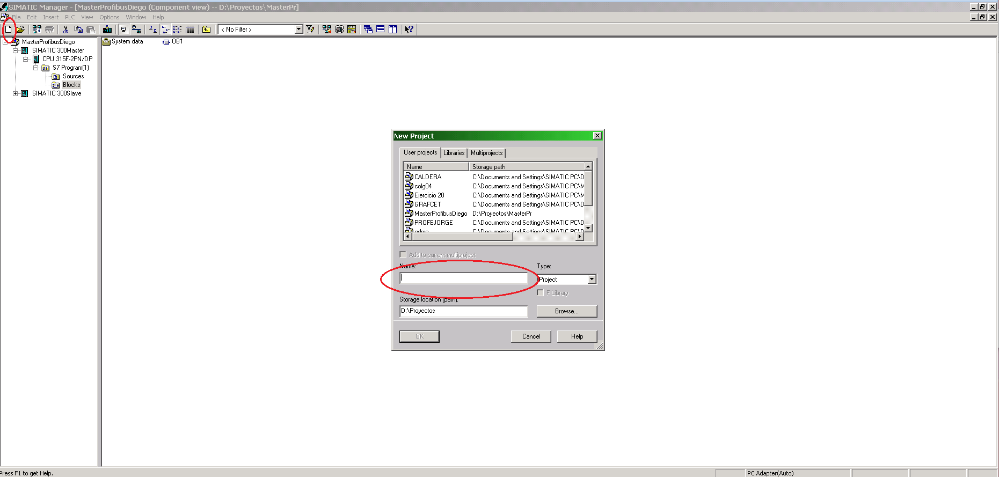 SIMATIC Manager - [MasterProfibusDiego (Component view) -- D:\Proyectos\MasterPr]
File Edit Insert PLC View Options Window Help
< No Filter >
MasterProfibusDiego
SIMATIC 300Master
CPU 315F-2PN/DP
S7 Program(1)
Sources
Blocks
SIMATIC 300Slave
System data OB1
New Project
User projects Libraries Multiprojects
Name Storage path
CALDERA C:\Documents and Settings\SIMATIC PC\D
colg04 C:\Documents and Settings\SIMATIC PC\M
Ejercicio 20 C:\Documents and Settings\SIMATIC PC\M
GRAFCET C:\Documents and Settings\SIMATIC PC\D
MasterProfibusDiego D:\Proyectos\MasterPr
PROFEJORGE C:\Documents and Settings\SIMATIC PC\D
C:\Documents and Settings\SIMATIC PC\D
Add to current multiproject
Name: Type:
Project
F Library
Storage location (path):
D:\Proyectos Browse...
OK Cancel Help
Press F1 to get Help. PC Adapter(Auto)